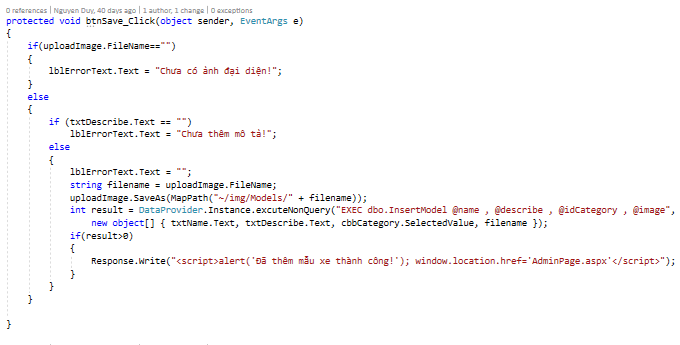 0 references | Nguyen Duy, 40 days ago | 1 author, 1 change | 0 exceptions
protected void btnSave_Click(object sender, EventArgs e)
{
if(uploadImage.FileName=="")
{
lblErrorText.Text = "Chưa có ảnh đại diện!";
}
else
{
if (txtDescribe.Text == "")
lblErrorText.Text = "Chưa thêm mô tả!";
else
{
lblErrorText.Text = "";
string filename = uploadImage.FileName;
uploadImage.SaveAs(MapPath("~/img/Models/" + filename));
int result = DataProvider.Instance.excuteNonQuery("EXEC dbo.InsertModel @name , @describe , @idCategory , @image",
new object[] { txtName.Text, txtDescribe.Text, cbbCategory.SelectedValue, filename });
if(result>0)
{
Response.Write("<script>alert('Đã thêm mẫu xe thành công!'); window.location.href='AdminPage.aspx'</script>");
}
}
}
}